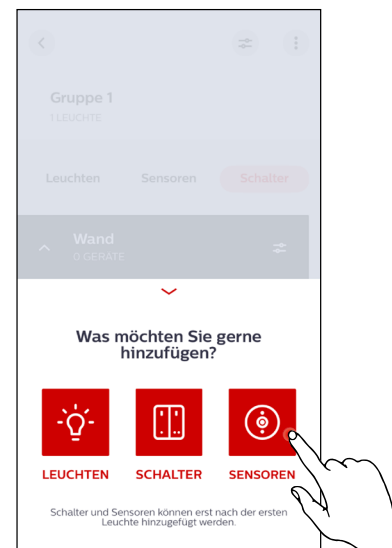 Gruppe 1
1 LEUCHTE
Leuchten Sensoren Schalter
Wand
0 GERÄTE
Was möchten Sie gerne
hinzufügen?
LEUCHTEN SCHALTER SENSOREN
Schalter und Sensoren können erst nach der ersten
Leuchte hinzugefügt werden.